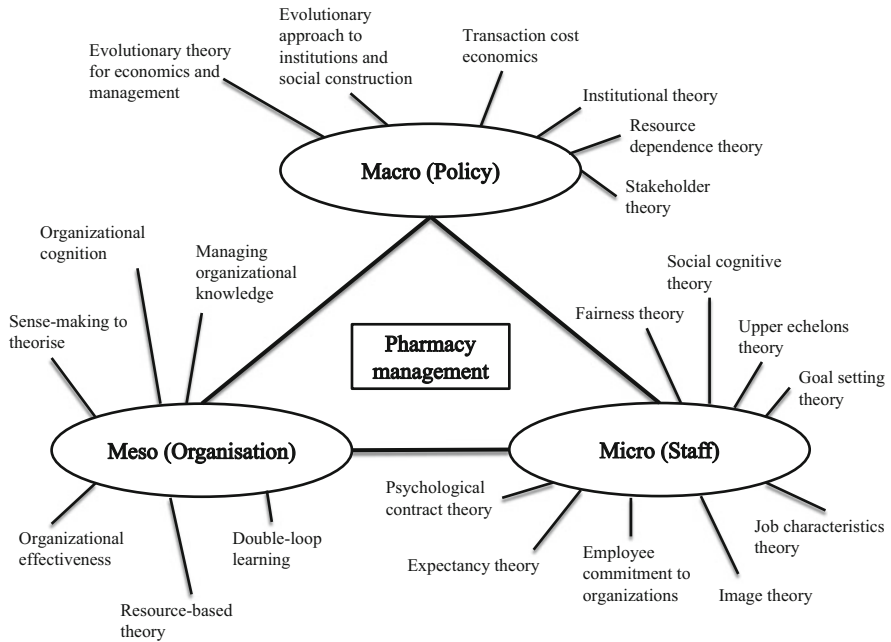 Evolutionary theory
for economics and
management
Evolutionary
approach to
institutions and
social construction
Transaction cost
economics
Institutional theory
Resource
dependence theory
Stakeholder
theory
Macro (Policy)
Organizational
cognition
Managing
organizational
knowledge
Sense-making to
theorise
Pharmacy
management
Social cognitive
theory
Fairness theory
Upper echelons
theory
Goal setting
theory
Meso (Organisation)
Micro (Staff)
Organizational
effectiveness
Resource-based
theory
Double-loop
learning
Psychological
contract theory
Expectancy theory
Employee
commitment to
organizations
Image theory
Job characteristics
theory